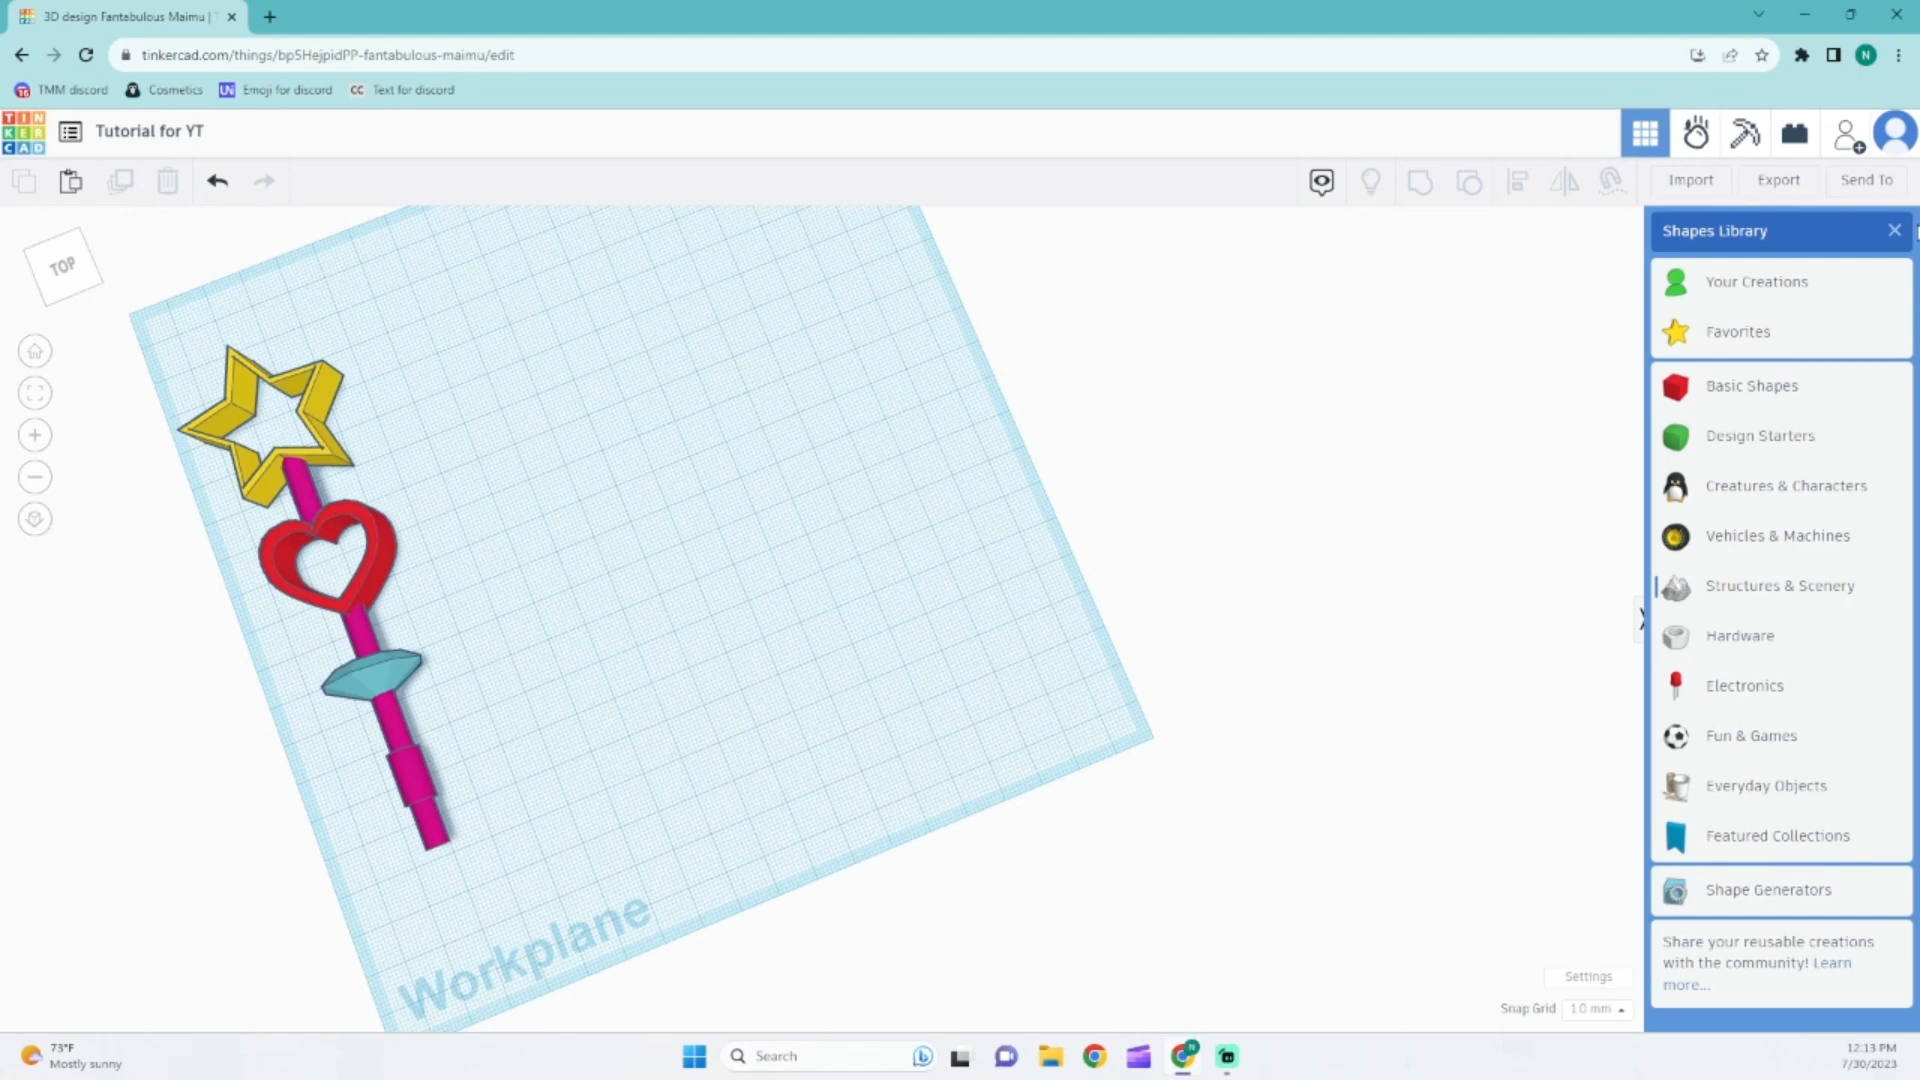 3D design Fantabulous Maimu |
tinkercad.com/things/bp5HejpidPP-fantabulous-maimu/edit
N
TMM discord
Cosmetics
UN Emoji for discord
CC Text for discord
TIN
KER
CAD
Tutorial for YT
Import
Export
Send To
TOP
Shapes Library
Your Creations
Favorites
Basic Shapes
Design Starters
Creatures & Characters
Vehicles & Machines
Structures & Scenery
Hardware
Electronics
Fun & Games
Everyday Objects
Featured Collections
Shape Generators
Share your reusable creations
with the community! Learn
more...
Workplane
Settings
Snap Grid 1.0 mm
73°F
Mostly sunny
Search
N
12:13 PM
7/30/2023